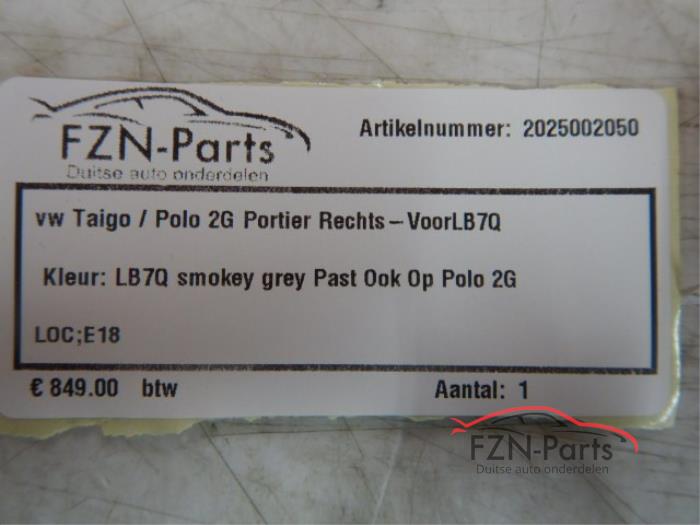 FZN-Parts
Duitse auto onderdelen
Artikelnummer: 2025002050
vw Taigo / Polo 2G Portier Rechts-VoorLB7Q
Kleur: LB7Q smokey grey Past Ook Op Polo 2G
LOC;E18
€ 849.00 btw
Aantal: 1
FZN-Parts
Duitse auto onderdelen